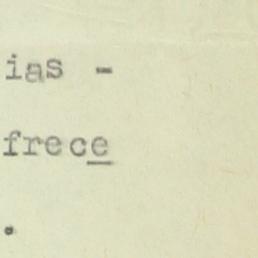 ias -
frece
.